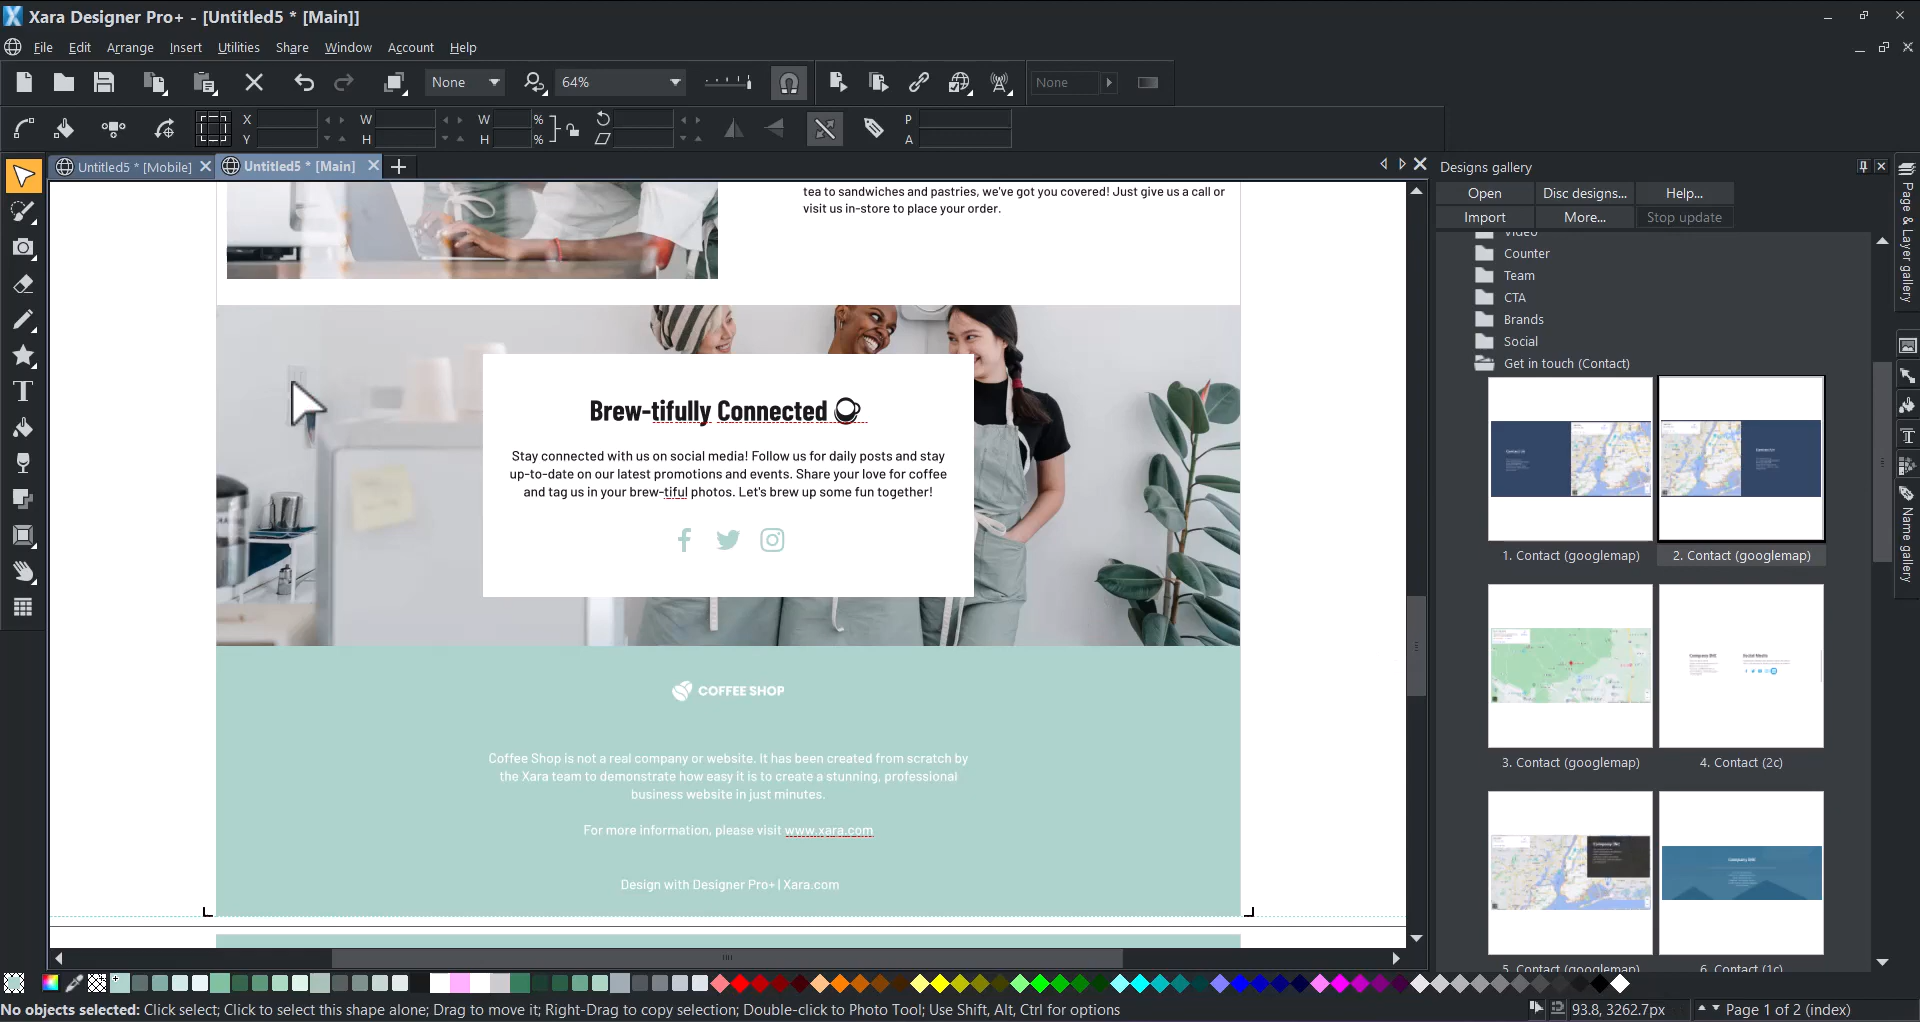 Xara Designer Pro+ - [Untitled5 * [Main]]
File Edit Arrange Insert Utilities Share Window Account Help
None 64% None
X W W % P
Y H H % A
Untitled5 * [Mobile] Untitled5 * [Main]
Designs gallery
Open Disc designs... Help...
Import More... Stop update
Video
Counter
Team
CTA
Brands
Social
Get in touch (Contact)
1. Contact (googlemap) 2. Contact (googlemap)
3. Contact (googlemap) 4. Contact (2c)
5. Contact (googlemap) 6. Contact (1c)
Page & Layer gallery
Name gallery
tea to sandwiches and pastries, we've got you covered! Just give us a call or
visit us in-store to place your order.
Brew-tifully Connected
Stay connected with us on social media! Follow us for daily posts and stay
up-to-date on our latest promotions and events. Share your love for coffee
and tag us in your brew-tiful photos. Let's brew up some fun together!
COFFEE SHOP
Coffee Shop is not a real company or website. It has been created from scratch by
the Xara team to demonstrate how easy it is to create a stunning, professional
business website in just minutes.
For more information, please visit www.xara.com
Design with Designer Pro+ | Xara.com
No objects selected: Click select; Click to select this shape alone; Drag to move it; Right-Drag to copy selection; Double-click to Photo Tool; Use Shift, Alt, Ctrl for options
93.8, 3262.7px Page 1 of 2 (index)